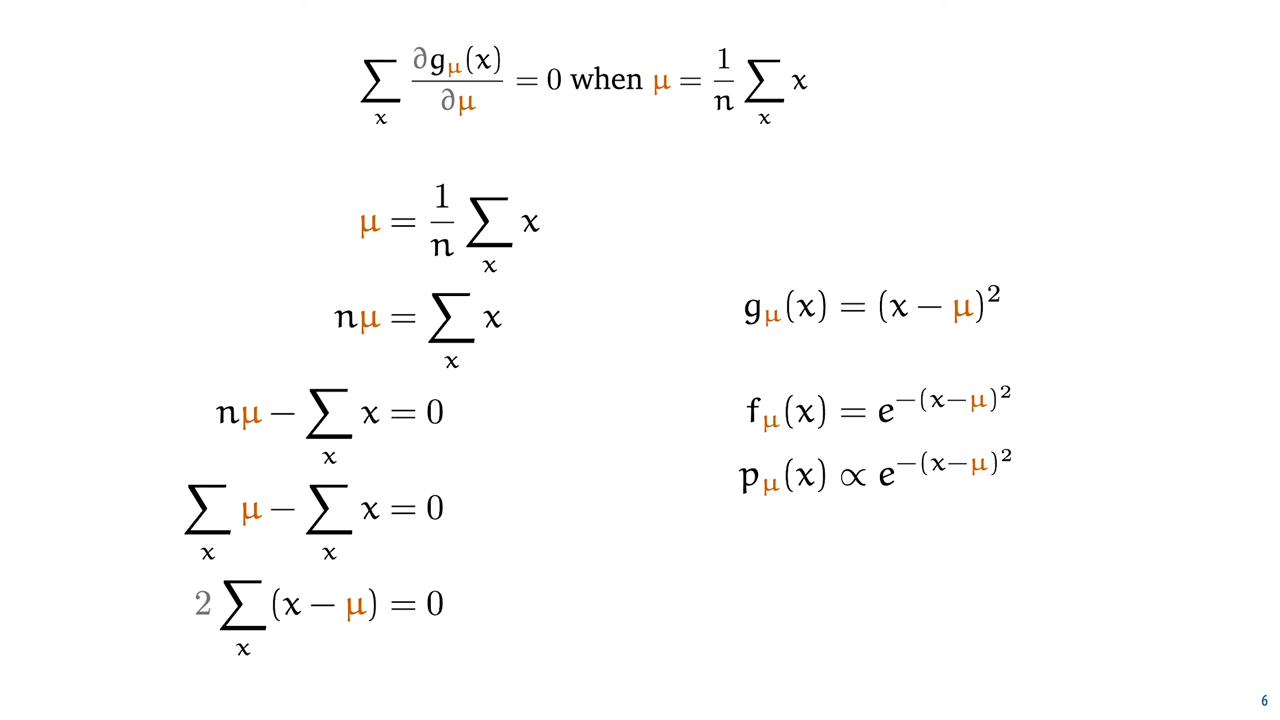 ∑ₓ ∂g_μ(x)/∂μ = 0 when μ = 1/n ∑ₓ x
μ = 1/n ∑ₓ x
nμ = ∑ₓ x
nμ − ∑ₓ x = 0
∑ₓ μ − ∑ₓ x = 0
2 ∑ₓ (x − μ) = 0
g_μ(x) = (x − μ)²
f_μ(x) = e^{−(x−μ)²}
p_μ(x) ∝ e^{−(x−μ)²}
6